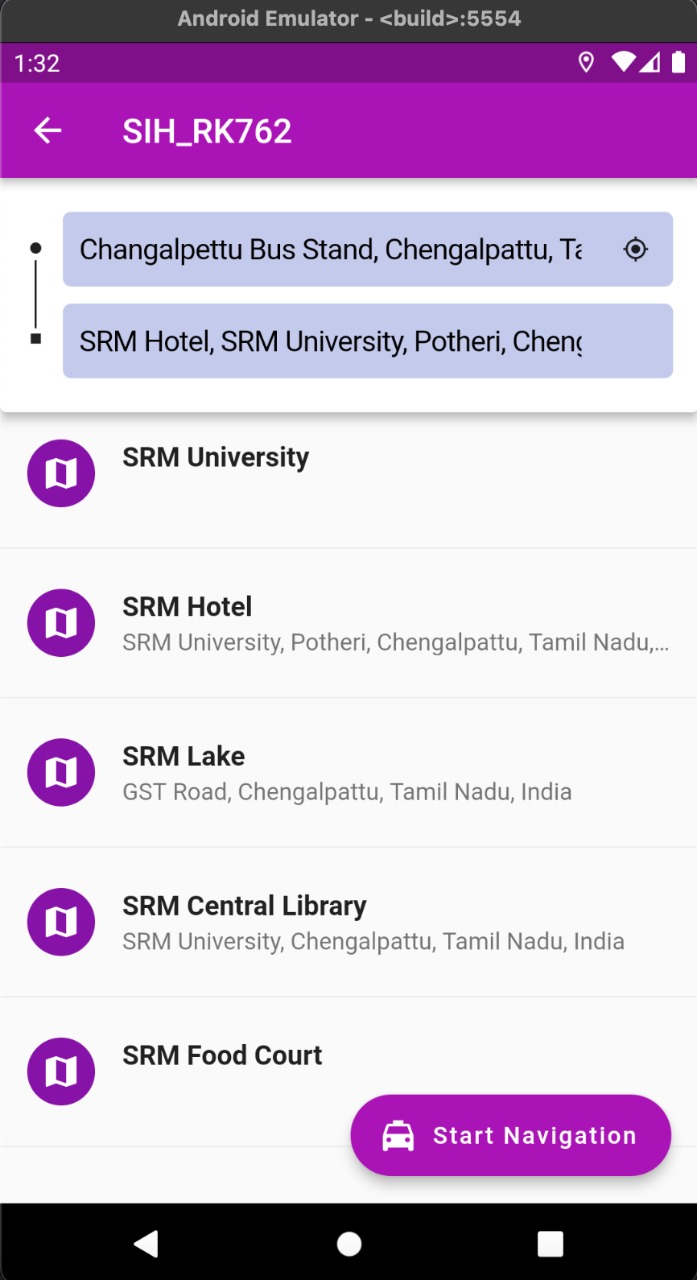 Android Emulator - <build>:5554
1:32
SIH_RK762
Changalpettu Bus Stand, Chengalpattu, Ta
SRM Hotel, SRM University, Potheri, Cheng
SRM University
SRM Hotel
SRM University, Potheri, Chengalpattu, Tamil Nadu,...
SRM Lake
GST Road, Chengalpattu, Tamil Nadu, India
SRM Central Library
SRM University, Chengalpattu, Tamil Nadu, India
SRM Food Court
Start Navigation